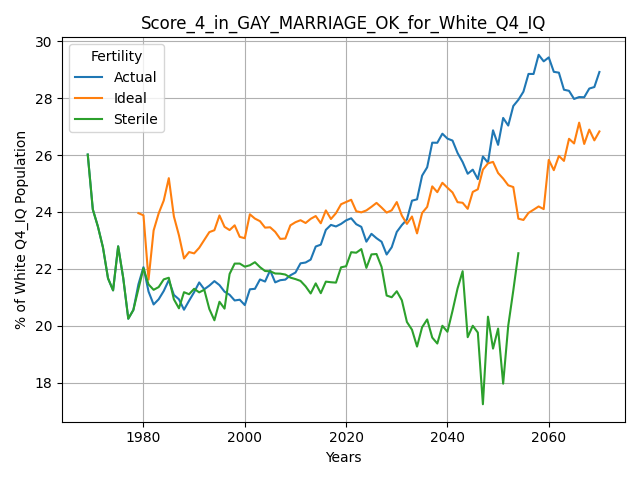 Score_4_in_GAY_MARRIAGE_OK_for_White_Q4_IQ
% of White Q4_IQ Population
30
28
26
24
22
20
18
Fertility
Actual
Ideal
Sterile
1980
2000
2020
2040
2060
Years